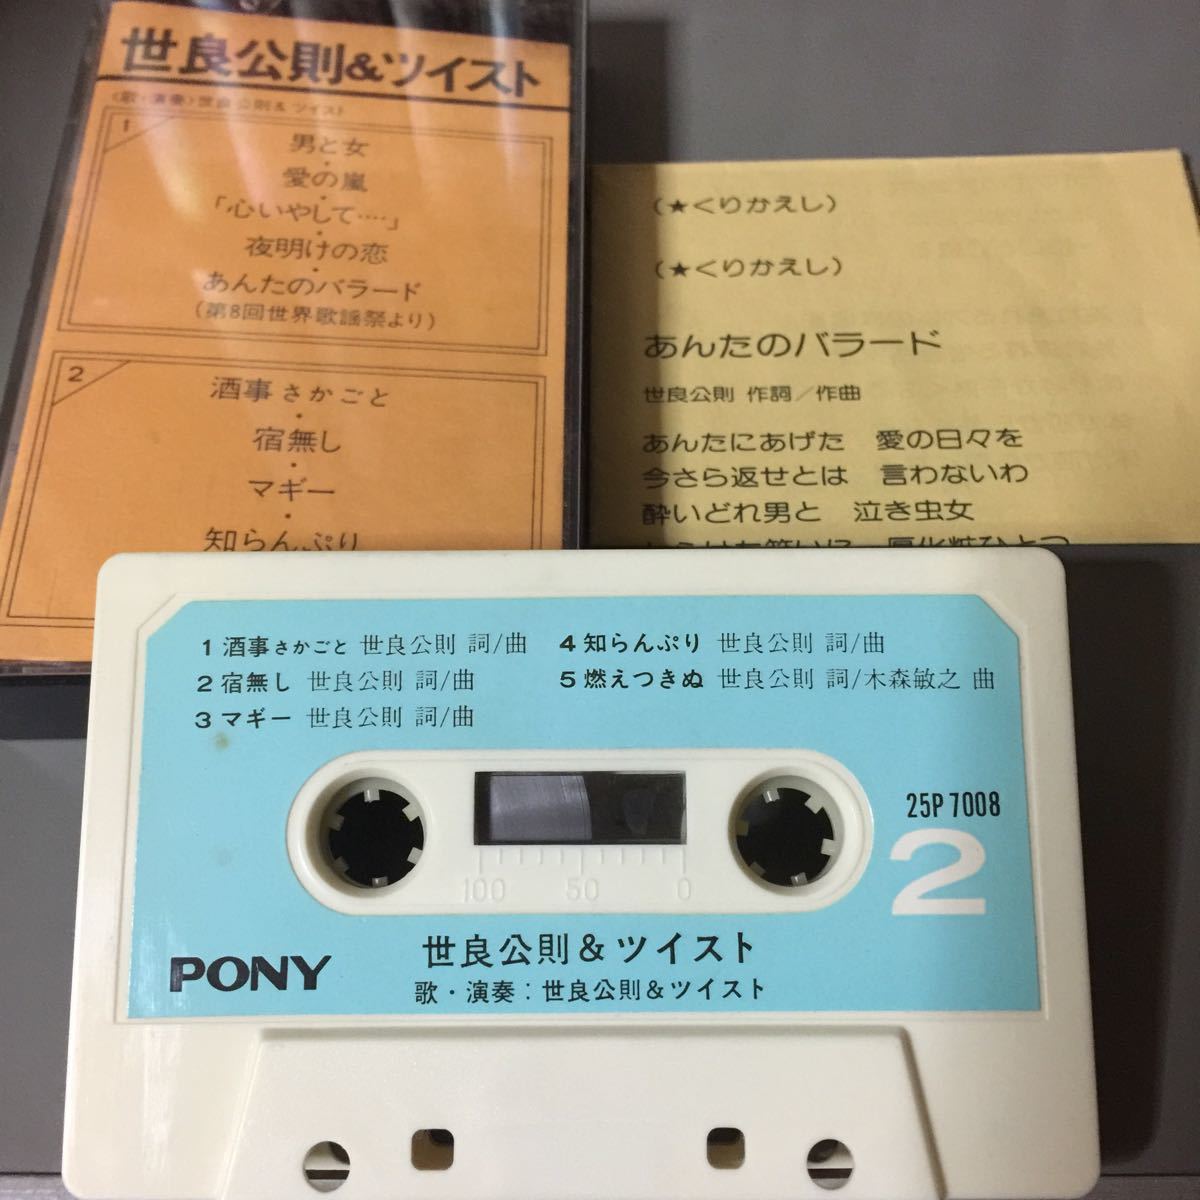 世良公則&ツイスト
〈歌・演奏〉世良公則&ツイスト
1
男と女
・
愛の嵐
・
「心いやして‥‥」
・
夜明けの恋
・
あんたのバラード
(第8回世界歌謡祭より)
2
酒事さかごと
・
宿無し
・
マギー
・
知らんぷり
(★くりかえし)
(★くりかえし)
あんたのバラード
世良公則 作詞/作曲
あんたにあげた 愛の日々を
今さら返せとは 言わないわ
酔いどれ男と 泣き虫女
厚化粧ひとつ
1 酒事さかごと 世良公則 詞/曲
2 宿無し 世良公則 詞/曲
3 マギー 世良公則 詞/曲
4 知らんぷり 世良公則 詞/曲
5 燃えつきぬ 世良公則 詞/木森敏之 曲
25P 7008
2
100 50 0
PONY
世良公則&ツイスト
歌・演奏:世良公則&ツイスト